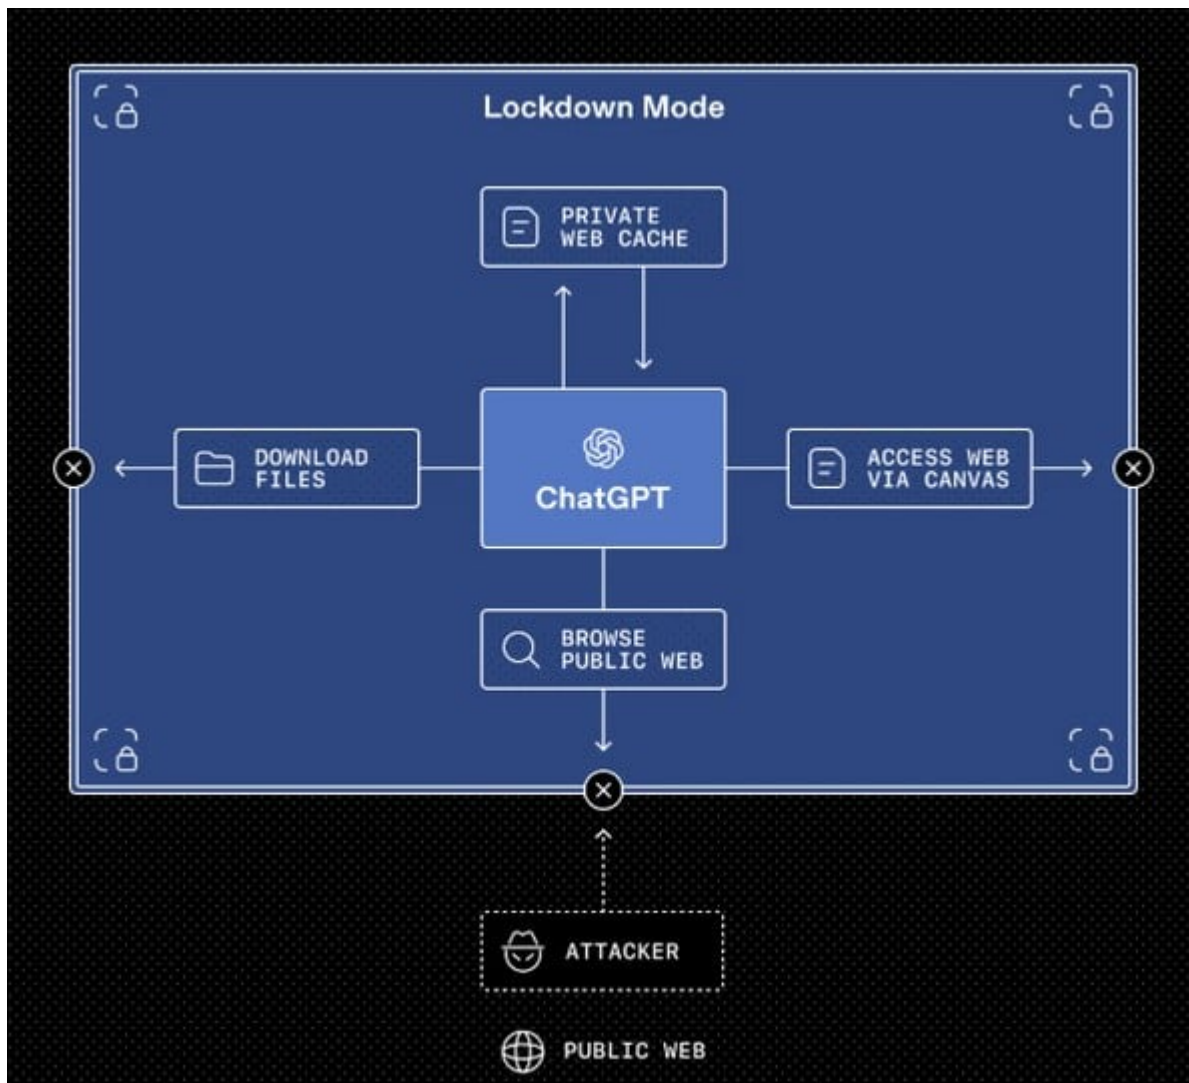 Lockdown Mode
PRIVATE
WEB CACHE
DOWNLOAD
FILES
ChatGPT
ACCESS WEB
VIA CANVAS
BROWSE
PUBLIC WEB
ATTACKER
PUBLIC WEB